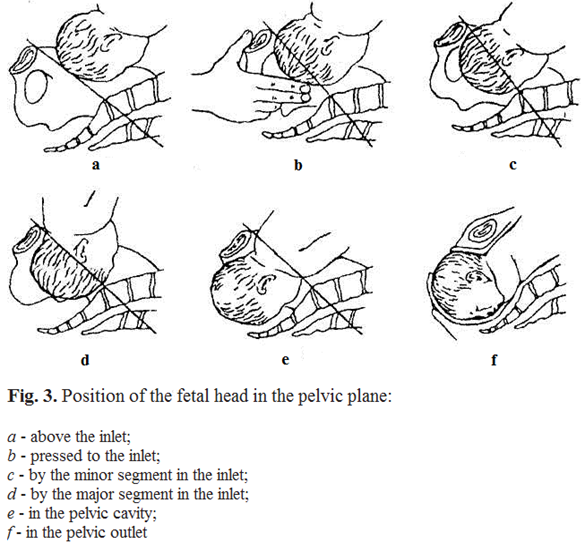 a
b
c
d
e
f
Fig. 3. Position of the fetal head in the pelvic plane:
a - above the inlet;
b - pressed to the inlet;
c - by the minor segment in the inlet;
d - by the major segment in the inlet;
e - in the pelvic cavity;
f - in the pelvic outlet